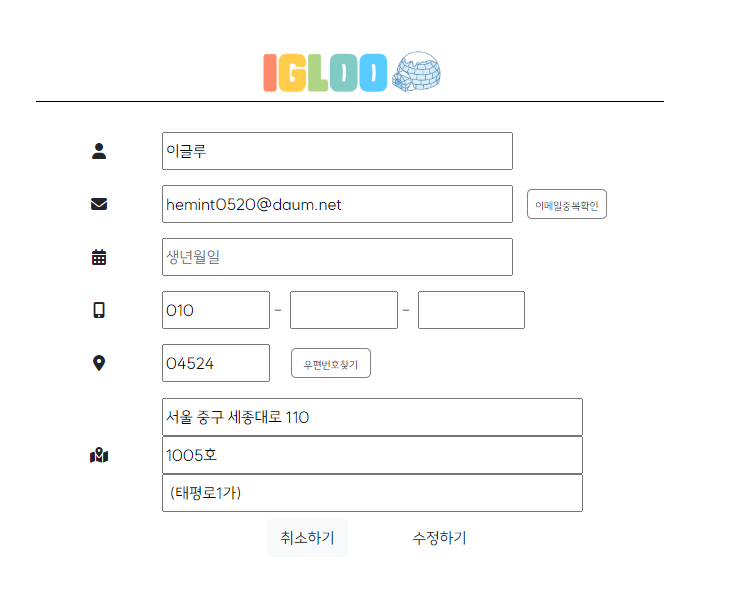 IGLOO
이글루
hemint0520@daum.net 이메일중복확인
생년월일
010 - -
04524 우편번호찾기
서울 중구 세종대로 110
1005호
(태평로1가)
취소하기 수정하기